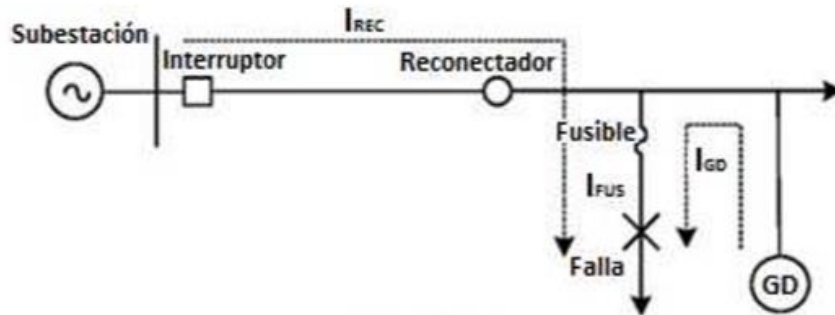 Subestación
IREC
Interruptor
Reconectador
Fusible
IFUS
IGD
Falla
GD